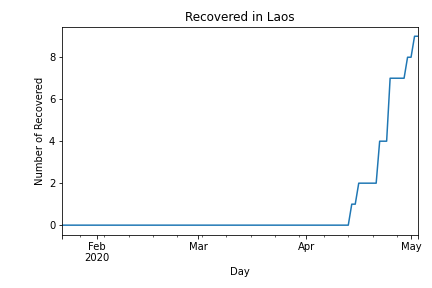 Recovered in Laos
Number of Recovered
8
6
4
2
0
Feb
2020
Mar
Apr
May
Day